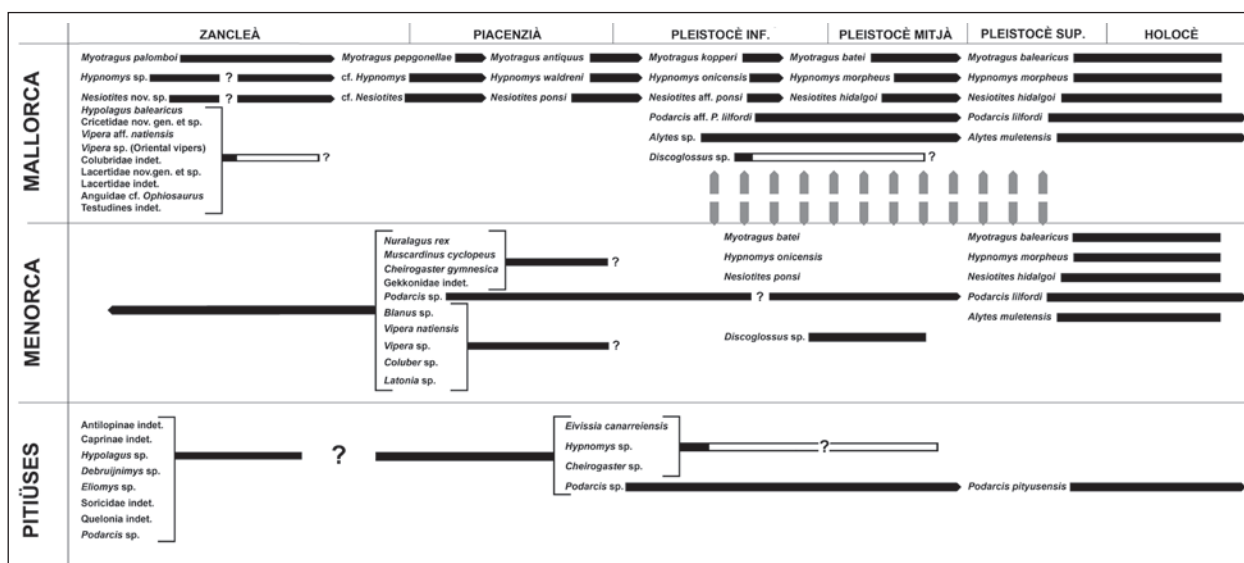 ZANCLEÀ PIACENZIÀ PLEISTOCÈ INF. PLEISTOCÈ MITJÀ PLEISTOCÈ SUP. HOLOCÈ
MALLORCA
Myotragus palomboi Myotragus pepgonellae Myotragus antiquus Myotragus kopperi Myotragus batei Myotragus balearicus
Hypnomys sp. ? cf. Hypnomys Hypnomys waldreni Hypnomys onicensis Hypnomys morpheus Hypnomys morpheus
Nesiotites nov. sp. ? cf. Nesiotites Nesiotites ponsi Nesiotites aff. ponsi Nesiotites hidalgoi Nesiotites hidalgoi
Hypolagus balearicus
Cricetidae nov. gen. et sp.
Vipera aff. natiensis
Vipera sp. (Oriental vipers)
Colubridae indet.
Lacertidae nov.gen. et sp.
Lacertidae indet.
Anguidae cf. Ophiosaurus
Testudines indet.
?
Podarcis aff. P. lilfordi Podarcis lilfordi
Alytes sp. Alytes muletensis
Discoglossus sp. ?
MENORCA
Nuralagus rex
Muscardinus cyclopeus
Cheirogaster gymnesica
Gekkonidae indet.
?
Podarcis sp. ? Podarcis lilfordi
Blanus sp.
Vipera natiensis
Vipera sp.
Coluber sp.
Latonia sp.
?
Myotragus batei Myotragus balearicus
Hypnomys onicensis Hypnomys morpheus
Nesiotites ponsi Nesiotites hidalgoi
Alytes muletensis
Discoglossus sp.
PITIÜSES
Antilopinae indet.
Caprinae indet.
Hypolagus sp.
Debruijnimys sp.
Eliomys sp.
Soricidae indet.
Quelonia indet.
Podarcis sp.
?
Eivissia canarreiensis
Hypnomys sp.
Cheirogaster sp.
?
Podarcis sp. Podarcis pityusensis